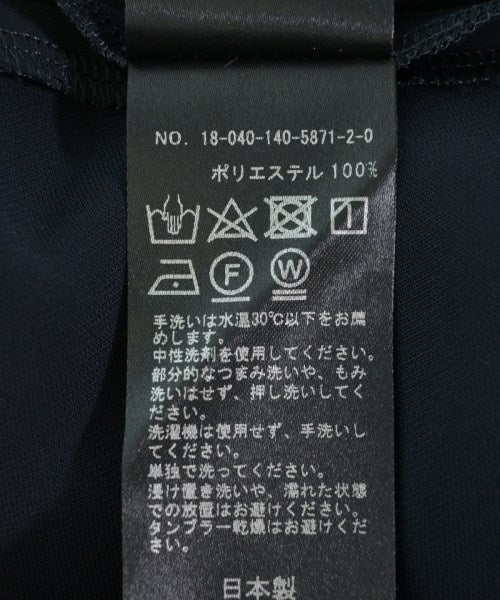 NO. 18-040-140-5871-2-0
ポリエステル 100%
F W
手洗いは水温30℃以下をお薦
めします。
中性洗剤を使用してください。
部分的なつまみ洗いや、もみ
洗いはせず、押し洗いしてく
ださい。
洗濯機は使用せず、手洗いし
てください。
単独で洗ってください。
浸け置き洗いや、濡れた状態
での放置はお避けください。
タンブラー乾燥はお避けくだ
さい。
日本製